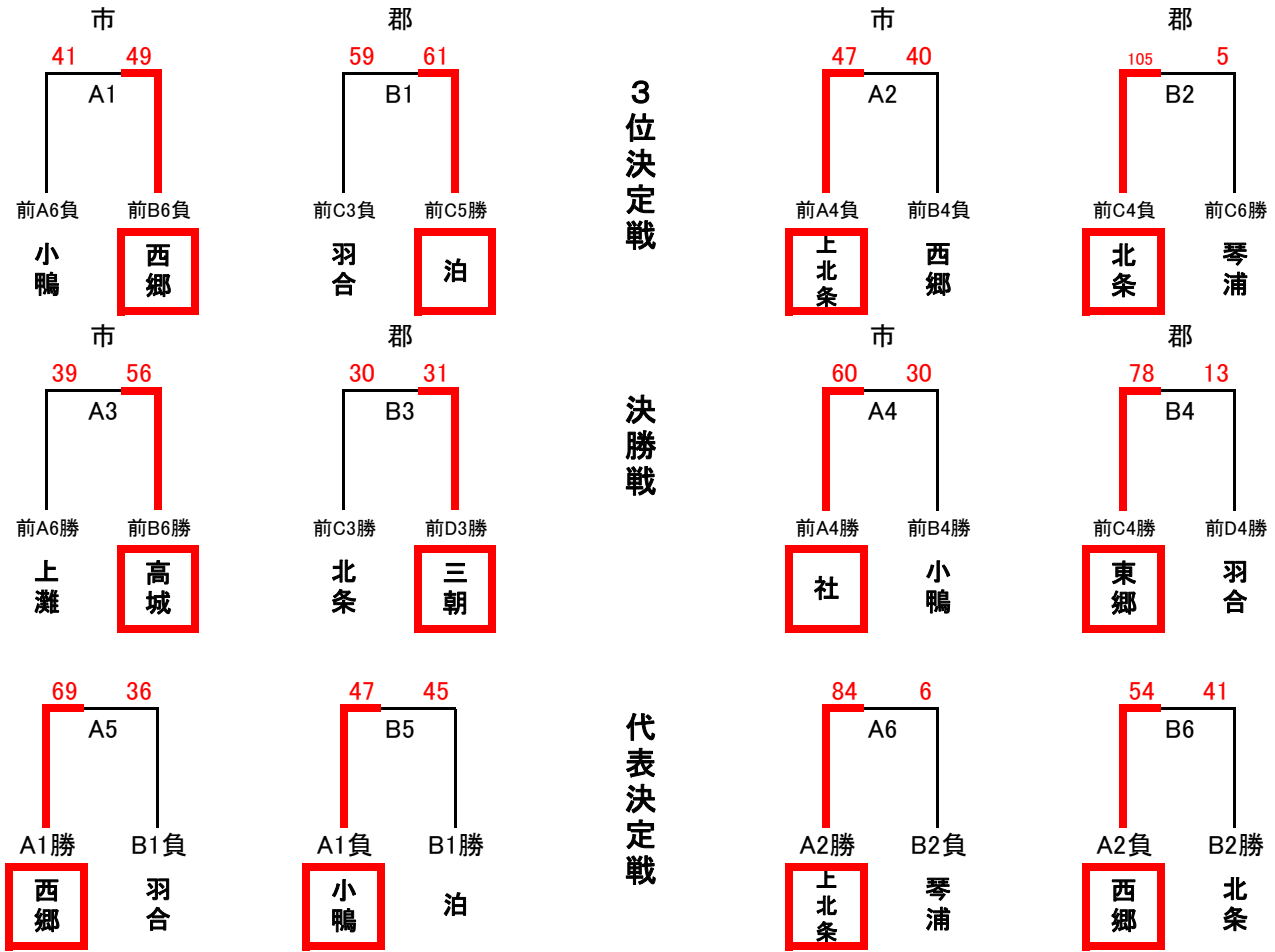 市
郡
41 49
A1
前A6負 前B6負
小鴨 西郷
59 61
B1
前C3負 前C5勝
羽合 泊
3位決定戦
市
郡
47 40
A2
前A4負 前B4負
上北条 西郷
105 5
B2
前C4負 前C6勝
北条 琴浦
市
郡
39 56
A3
前A6勝 前B6勝
上灘 高城
30 31
B3
前C3勝 前D3勝
北条 三朝
決勝戦
市
郡
60 30
A4
前A4勝 前B4勝
社 小鴨
78 13
B4
前C4勝 前D4勝
東郷 羽合
69 36
A5
A1勝 B1負
西郷 羽合
47 45
B5
A1負 B1勝
小鴨 泊
代表決定戦
84 6
A6
A2勝 B2負
上北条 琴浦
54 41
B6
A2負 B2勝
西郷 北条